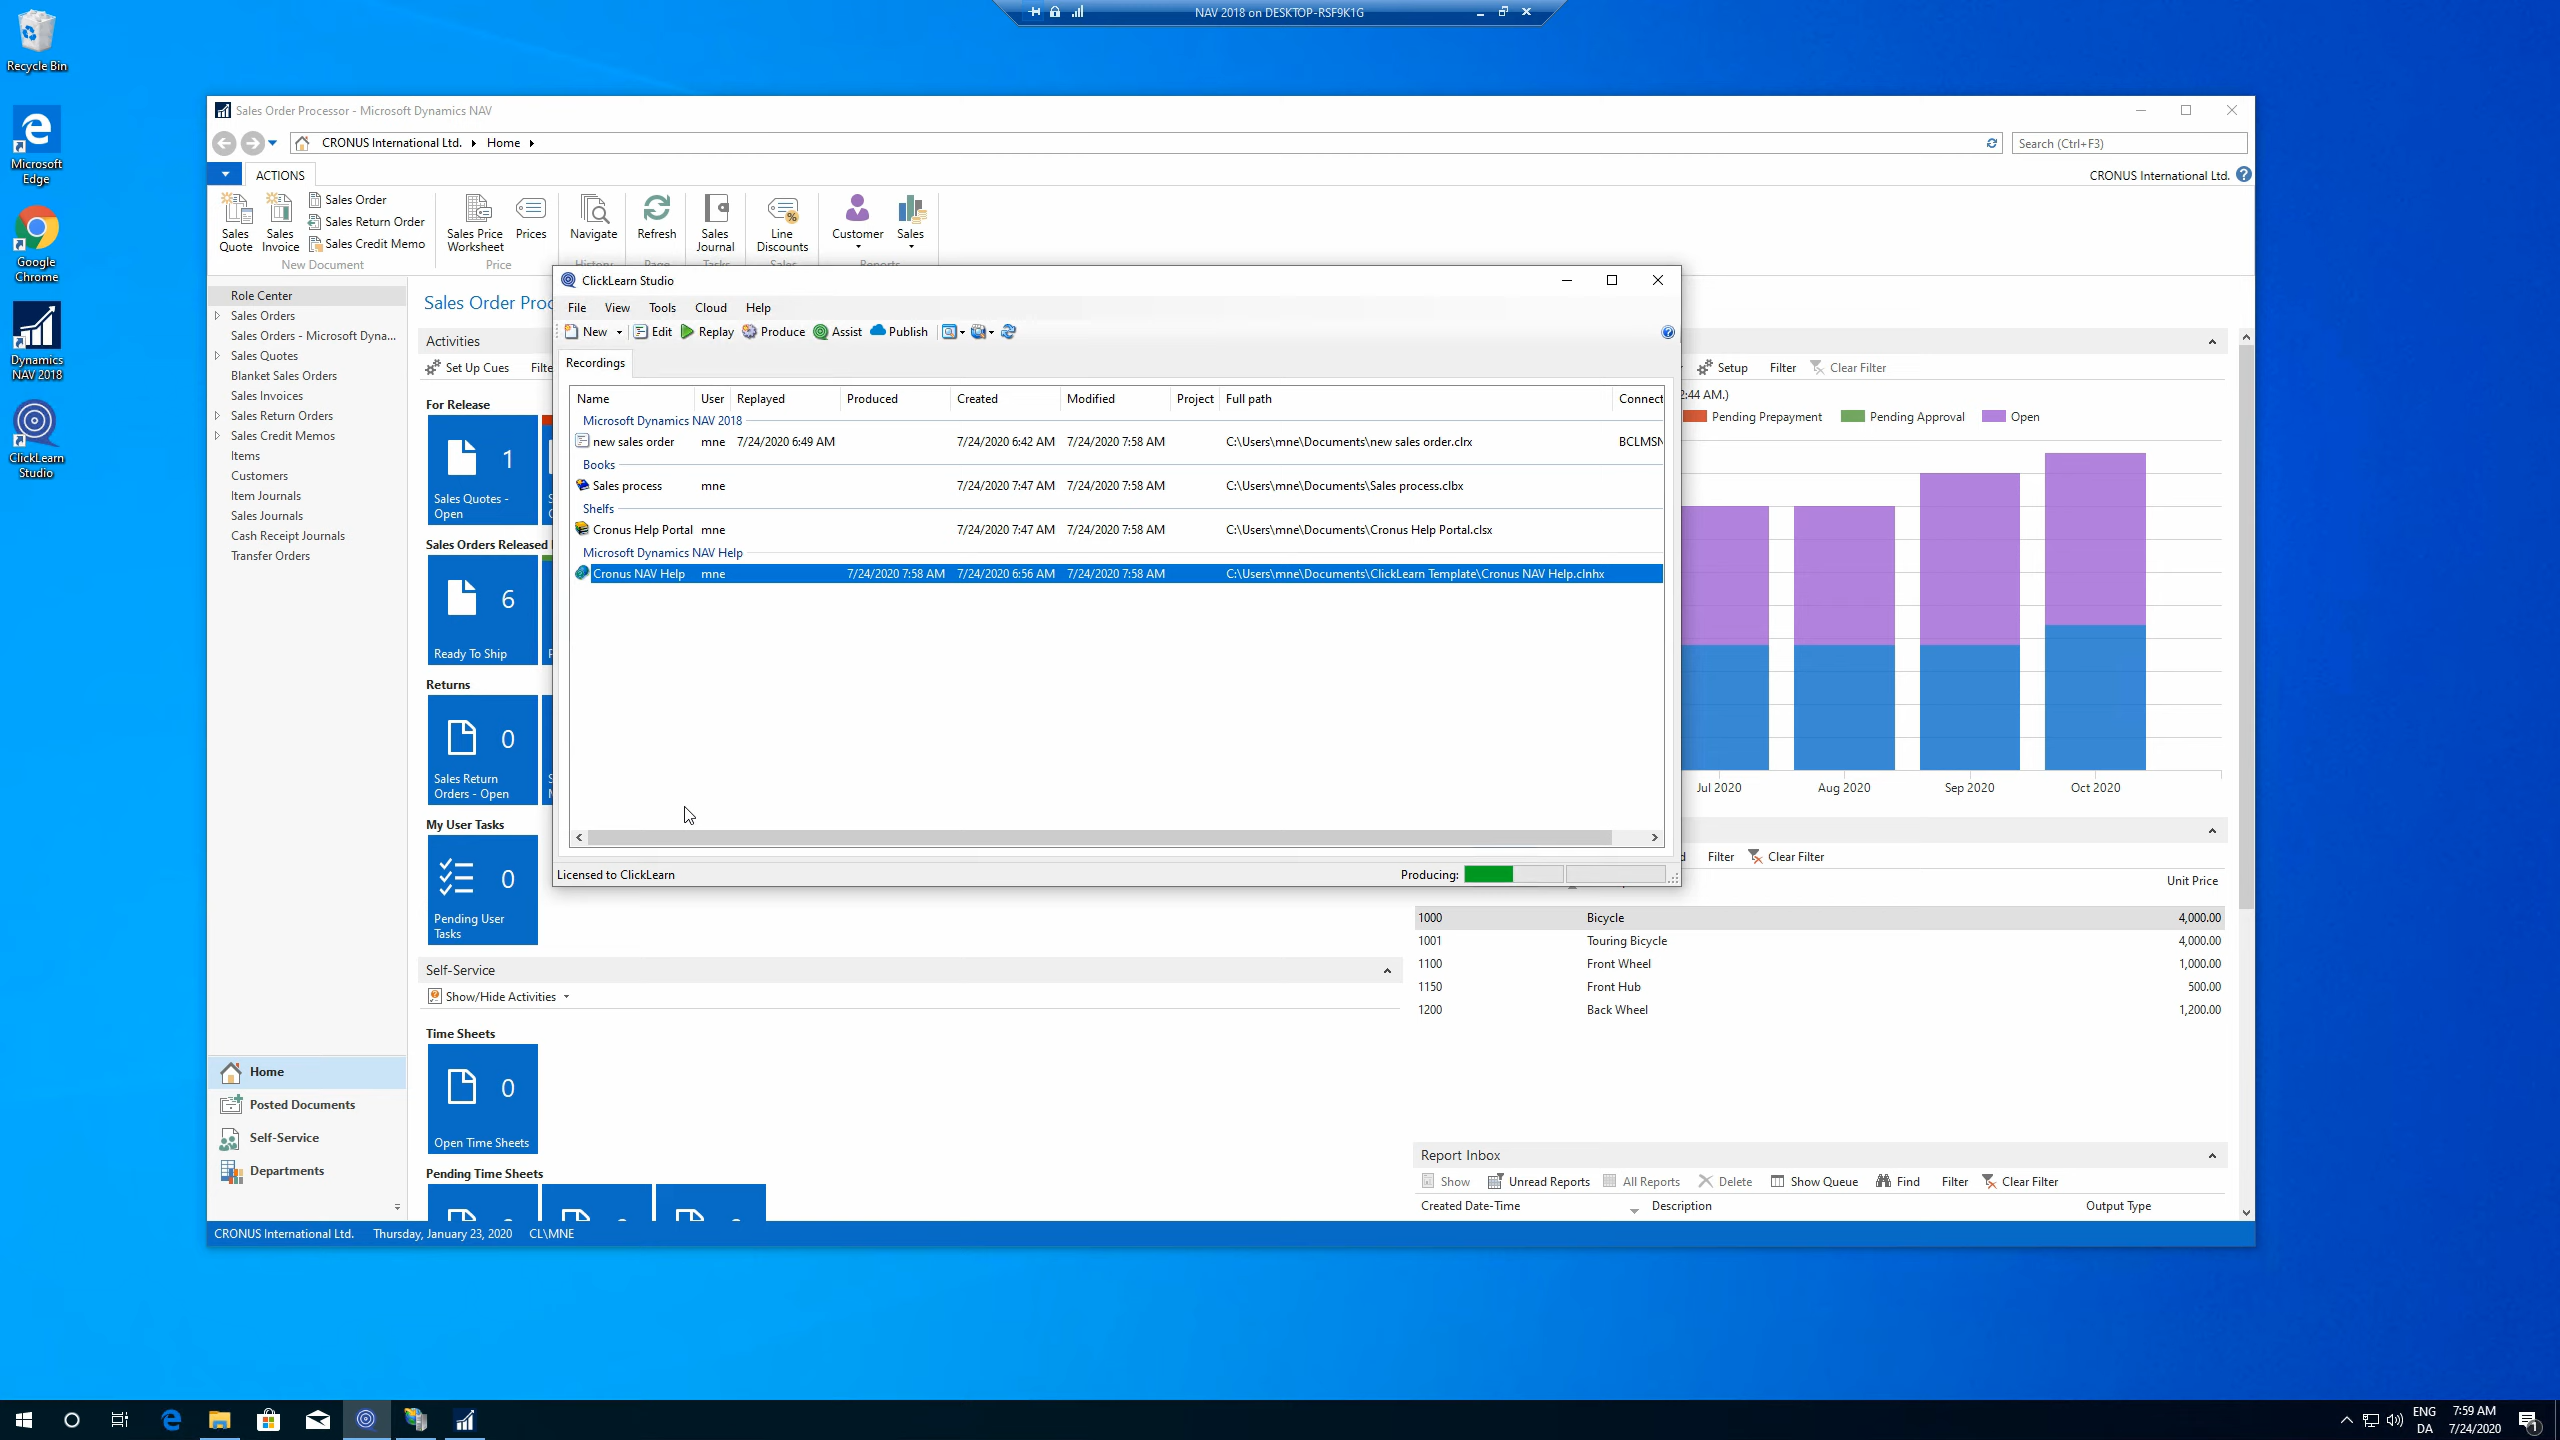 NAV 2018 on DESKTOP-RSF9K1G
Recycle Bin
Microsoft Edge
Google Chrome
Dynamics NAV 2018
ClickLearn Studio
Sales Order Processor - Microsoft Dynamics NAV
CRONUS International Ltd. Home
Search (Ctrl+F3)
ACTIONS
CRONUS International Ltd.
Sales Quote
Sales Invoice
Sales Order
Sales Return Order
Sales Credit Memo
New Document
Sales Price Worksheet
Prices
Price
Navigate
History
Refresh
Page
Sales Journal
Tasks
Line Discounts
Sales
Customer
Sales
Reports
Role Center
Sales Orders
Sales Orders - Microsoft Dyna...
Sales Quotes
Blanket Sales Orders
Sales Invoices
Sales Return Orders
Sales Credit Memos
Items
Customers
Item Journals
Sales Journals
Cash Receipt Journals
Transfer Orders
Home
Posted Documents
Self-Service
Departments
Sales Order Proc
Activities
Set Up Cues
For Release
1
Sales Quotes - Open
Sales Orders Released
6
Ready To Ship
Returns
0
Sales Return Orders - Open
My User Tasks
0
Pending User Tasks
Self-Service
Show/Hide Activities
Time Sheets
0
Open Time Sheets
Pending Time Sheets
ClickLearn Studio
File View Tools Cloud Help
New Edit Replay Produce Assist Publish
Recordings
Name User Replayed Produced Created Modified Project Full path Connect
Microsoft Dynamics NAV 2018
new sales order mne 7/24/2020 6:49 AM 7/24/2020 6:42 AM 7/24/2020 7:58 AM C:\Users\mne\Documents\new sales order.clrx BCLMSN
Books
Sales process mne 7/24/2020 7:47 AM 7/24/2020 7:58 AM C:\Users\mne\Documents\Sales process.clbx
Shelfs
Cronus Help Portal mne 7/24/2020 7:47 AM 7/24/2020 7:58 AM C:\Users\mne\Documents\Cronus Help Portal.clsx
Microsoft Dynamics NAV Help
Cronus NAV Help mne 7/24/2020 7:58 AM 7/24/2020 6:56 AM 7/24/2020 7:58 AM C:\Users\mne\Documents\ClickLearn Template\Cronus NAV Help.clnhx
Licensed to ClickLearn
Producing:
Setup Filter Clear Filter
2:44 AM.)
Pending Prepayment Pending Approval Open
Jul 2020 Aug 2020 Sep 2020 Oct 2020
Filter Clear Filter
Unit Price
1000 Bicycle 4,000.00
1001 Touring Bicycle 4,000.00
1100 Front Wheel 1,000.00
1150 Front Hub 500.00
1200 Back Wheel 1,200.00
Report Inbox
Show Unread Reports All Reports Delete Show Queue Find Filter Clear Filter
Created Date-Time Description Output Type
CRONUS International Ltd. Thursday, January 23, 2020 CL\MNE
ENG
DA
7:59 AM
7/24/2020
1